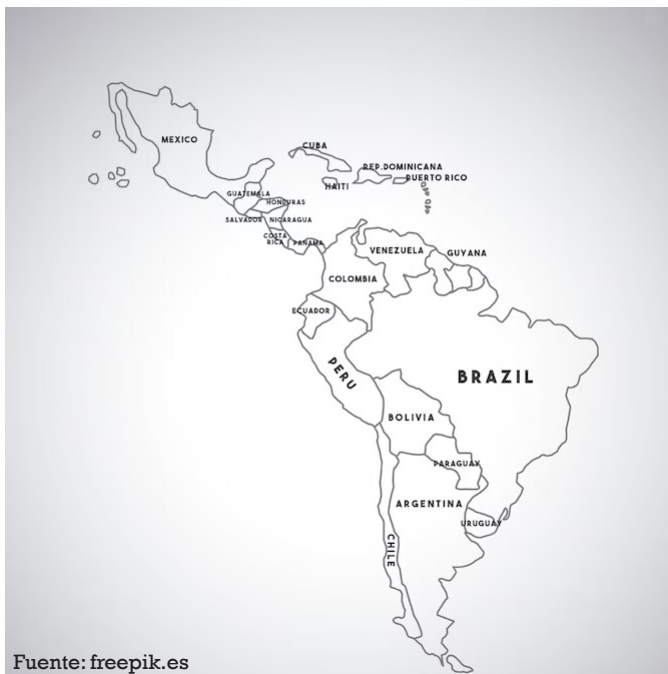 MEXICO
CUBA
REP.DOMINICANA
PUERTO RICO
HAITI
GUATEMALA
HONDURAS
SALVADOR
NICARAGUA
COSTA
RICA
PANAMA
VENEZUELA
GUYANA
COLOMBIA
ECUADOR
PERU
BRAZIL
BOLIVIA
PARAGUAY
ARGENTINA
URUGUAY
CHILE
Fuente: freepik.es